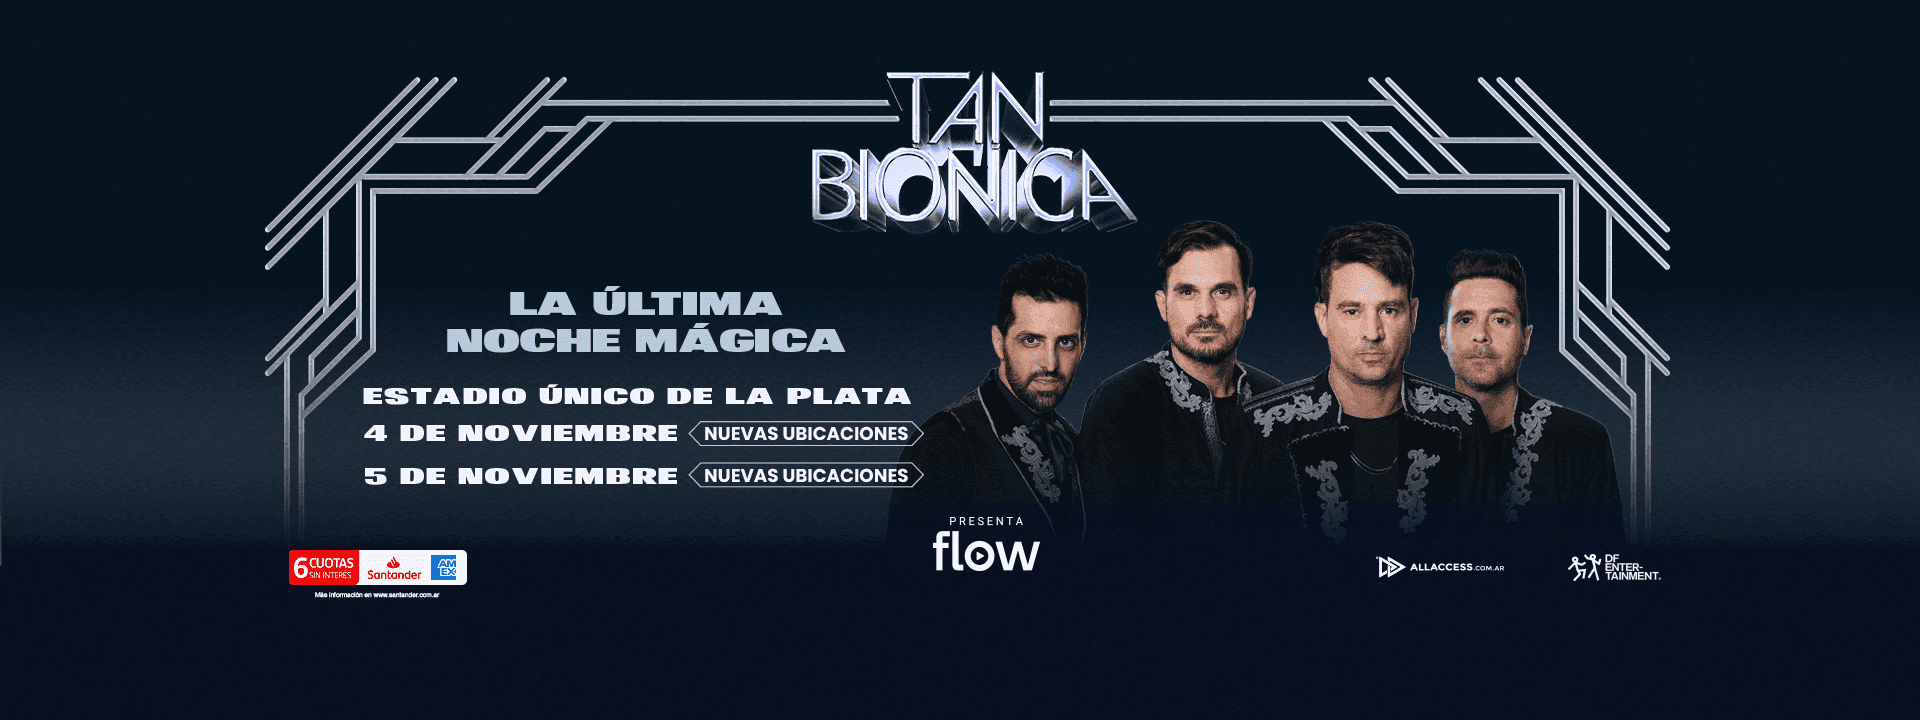 TAN
BIONICA
LA ÚLTIMA
NOCHE MÁGICA
ESTADIO ÚNICO DE LA PLATA
4 DE NOVIEMBRE NUEVAS UBICACIONES
5 DE NOVIEMBRE NUEVAS UBICACIONES
PRESENTA
flow
6 CUOTAS
SIN INTERÉS
Santander
AM
EX
Más información en www.santander.com.ar
ALLACCESS.COM.AR
DF
ENTER-
TAINMENT.